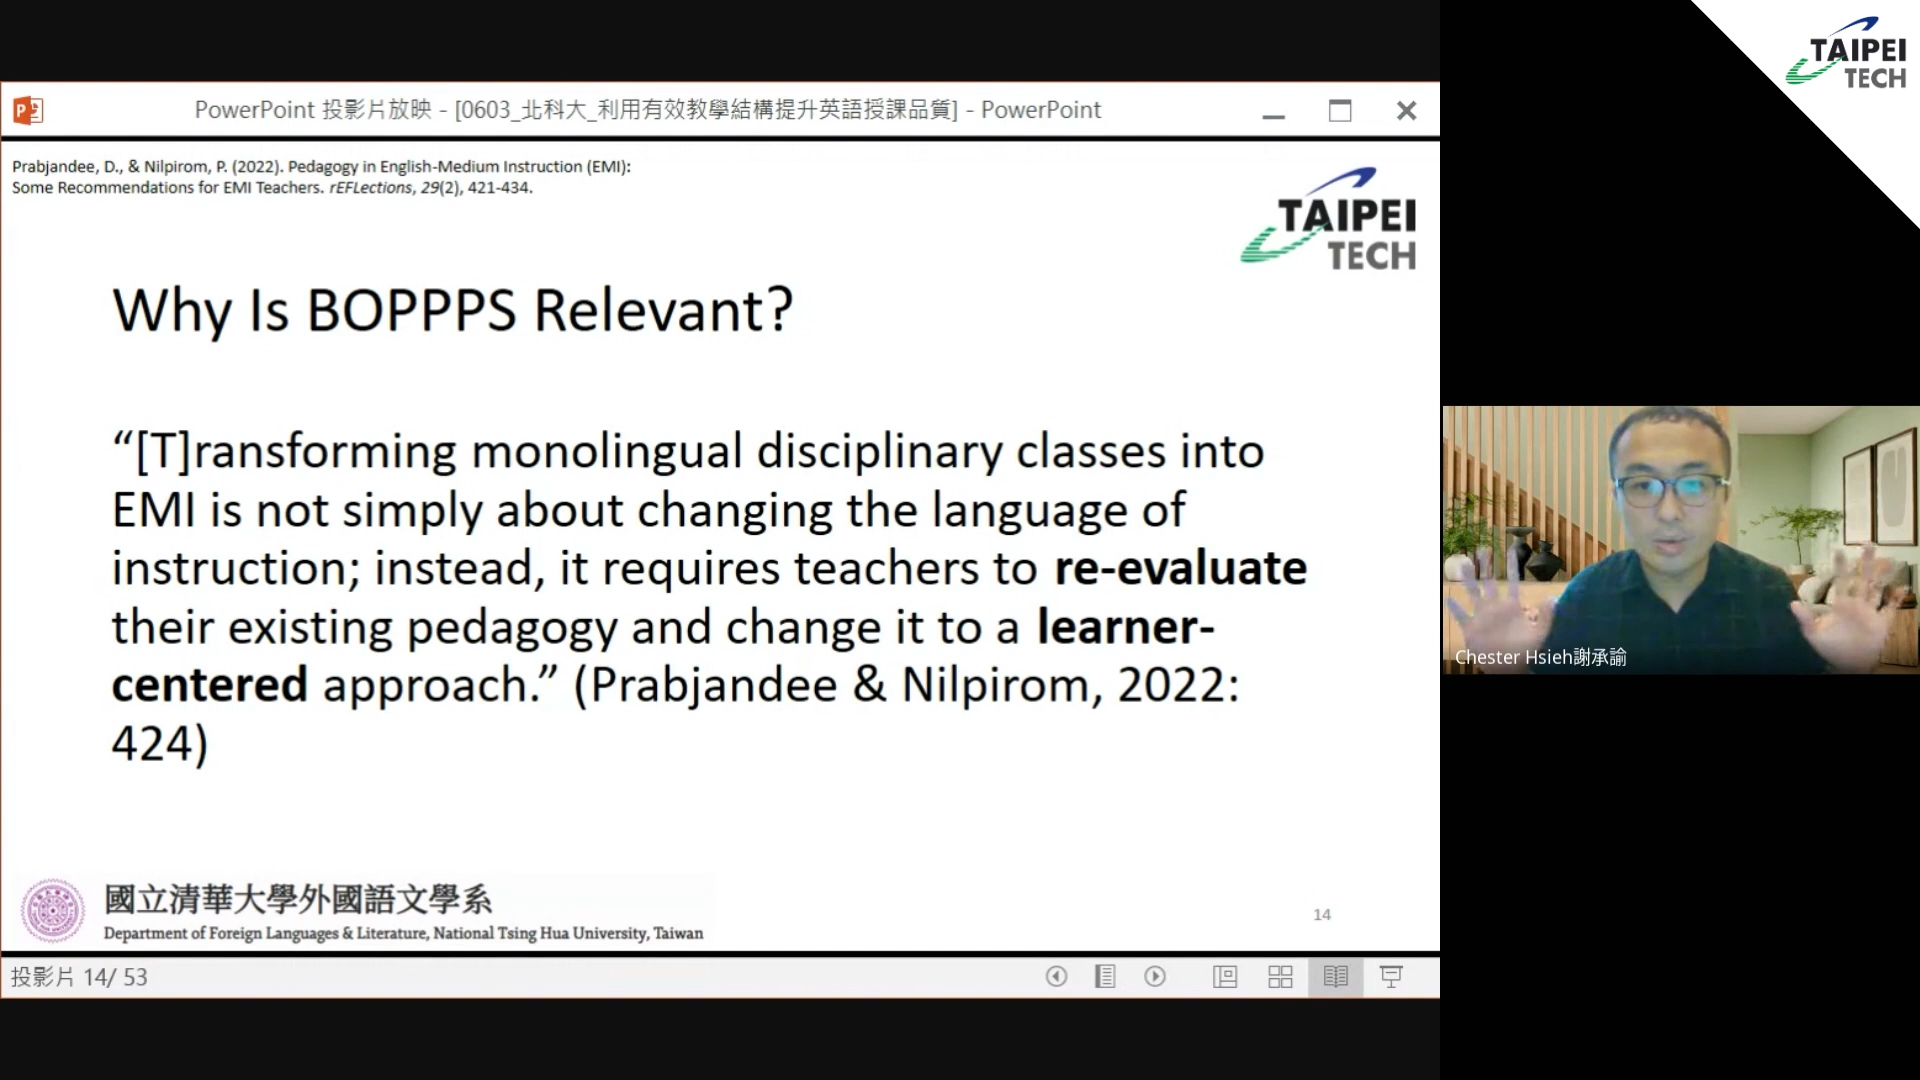 TAIPEI
TECH
PowerPoint 投影片放映 - [0603_北科大_利用有效教學結構提升英語授課品質] - PowerPoint
Prabjandee, D., & Nilpirom, P. (2022). Pedagogy in English-Medium Instruction (EMI):
Some Recommendations for EMI Teachers. rEFLections, 29(2), 421-434.
TAIPEI
TECH
Why Is BOPPPS Relevant?
“[T]ransforming monolingual disciplinary classes into
EMI is not simply about changing the language of
instruction; instead, it requires teachers to re-evaluate
their existing pedagogy and change it to a learner-
centered approach.” (Prabjandee & Nilpirom, 2022:
424)
Chester Hsieh謝承諭
國立清華大學外國語文學系
Department of Foreign Languages & Literature, National Tsing Hua University, Taiwan
14
投影片 14/ 53